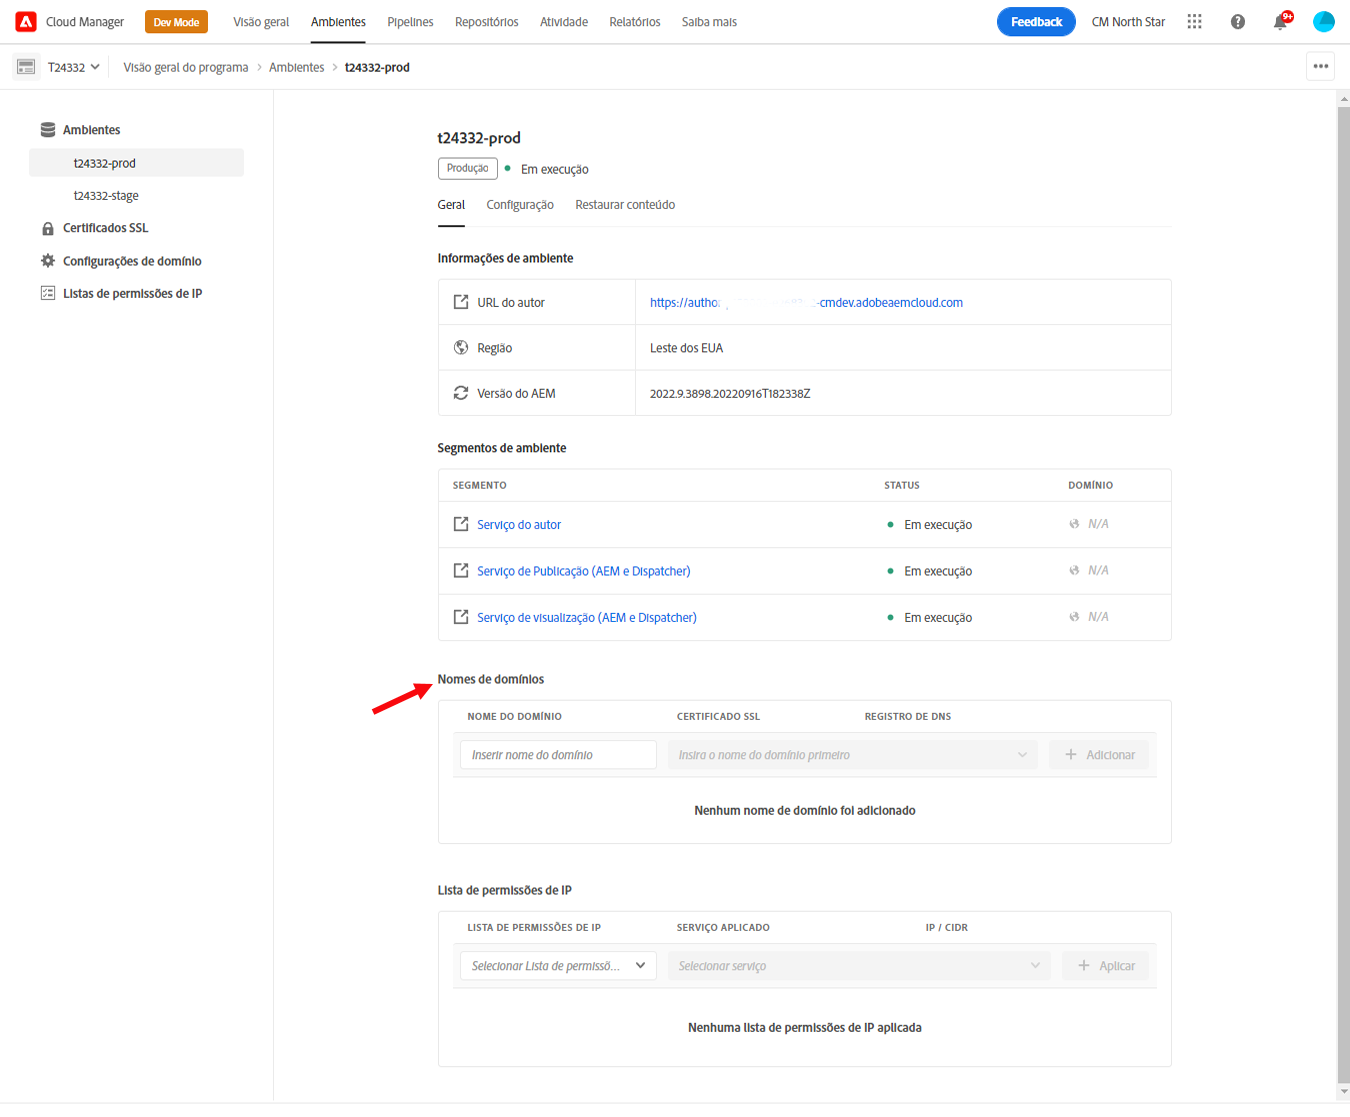 Cloud Manager Dev Mode Visão geral Ambientes Pipelines Repositórios Atividade Relatórios Saiba mais Feedback CM North Star 9+
T24332 Visão geral do programa > Ambientes > t24332-prod
Ambientes
t24332-prod
t24332-stage
Certificados SSL
Configurações de domínio
Listas de permissões de IP
t24332-prod
Produção Em execução
Geral Configuração Restaurar conteúdo
Informações de ambiente
URL do autor https://author -cmdev.adobeaemcloud.com
Região Leste dos EUA
Versão do AEM 2022.9.3898.20220916T182338Z
Segmentos de ambiente
SEGMENTO STATUS DOMÍNIO
Serviço do autor Em execução N/A
Serviço de Publicação (AEM e Dispatcher) Em execução N/A
Serviço de visualização (AEM e Dispatcher) Em execução N/A
Nomes de domínios
NOME DO DOMÍNIO CERTIFICADO SSL REGISTRO DE DNS
Inserir nome do domínio Insira o nome do domínio primeiro + Adicionar
Nenhum nome de domínio foi adicionado
Lista de permissões de IP
LISTA DE PERMISSÕES DE IP SERVIÇO APLICADO IP / CIDR
Selecionar Lista de permissõ... Selecionar serviço + Aplicar
Nenhuma lista de permissões de IP aplicada